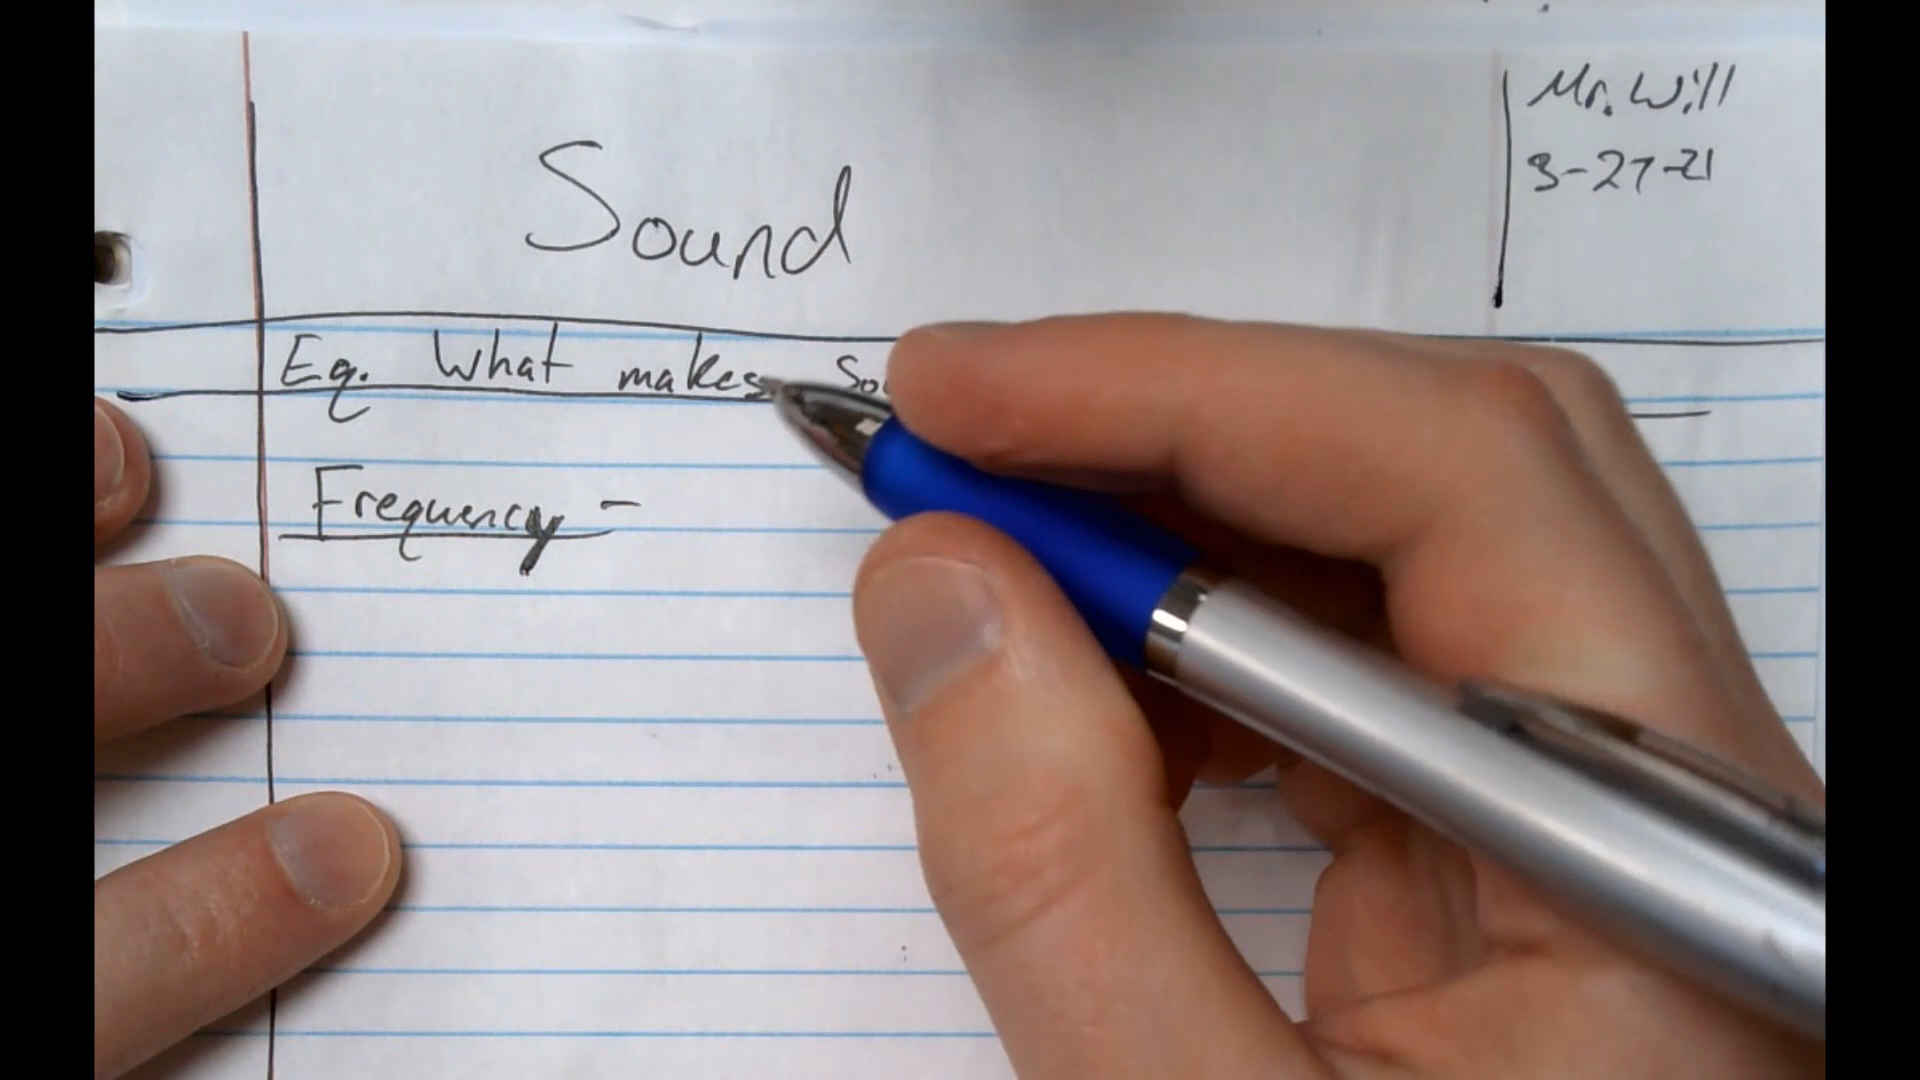 Mr. Will
3-27-21
Sound
Eq. What makes
Frequency -